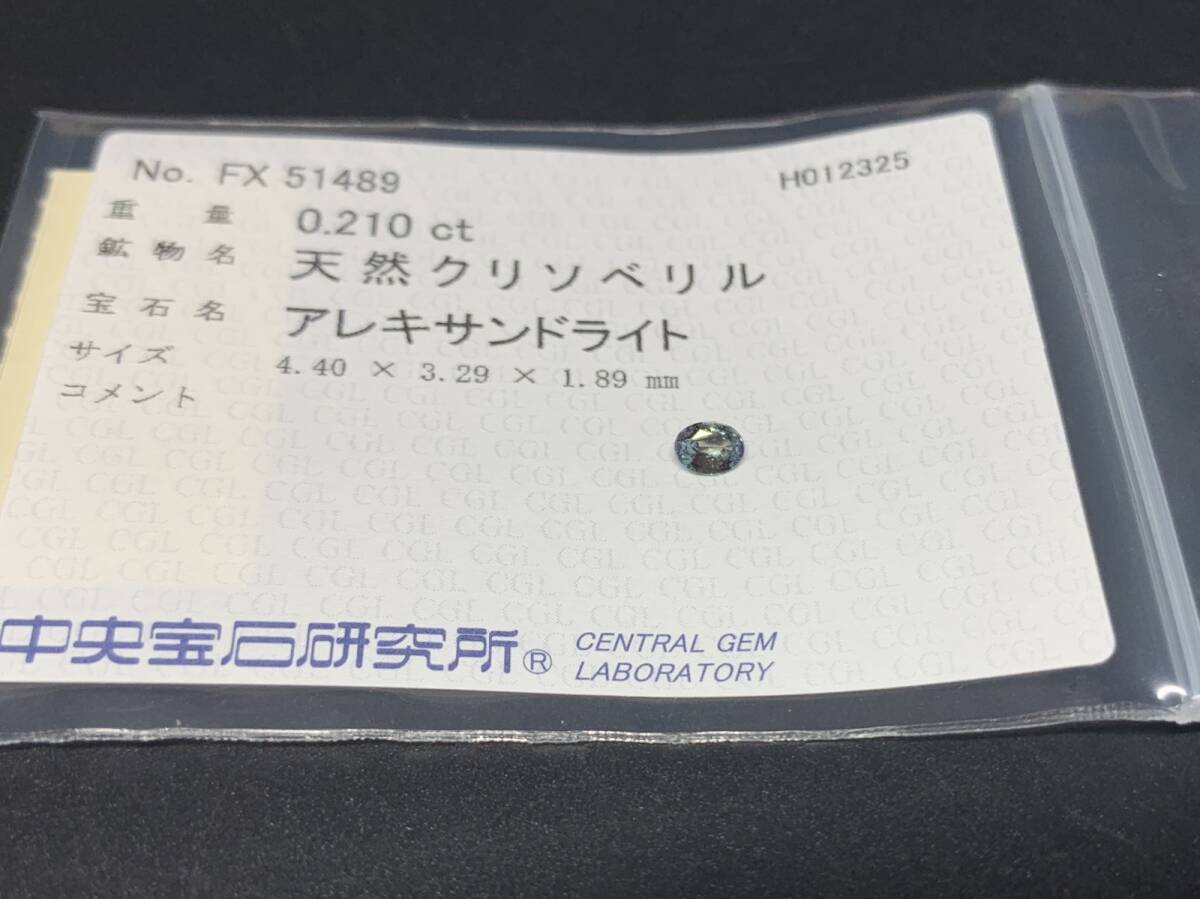 No. FX 51489
H012325
重量 0.210 ct
鉱物名 天然クリソベリル
宝石名 アレキサンドライト
サイズ 4.40 × 3.29 × 1.89 mm
コメント
中央宝石研究所® CENTRAL GEM
LABORATORY